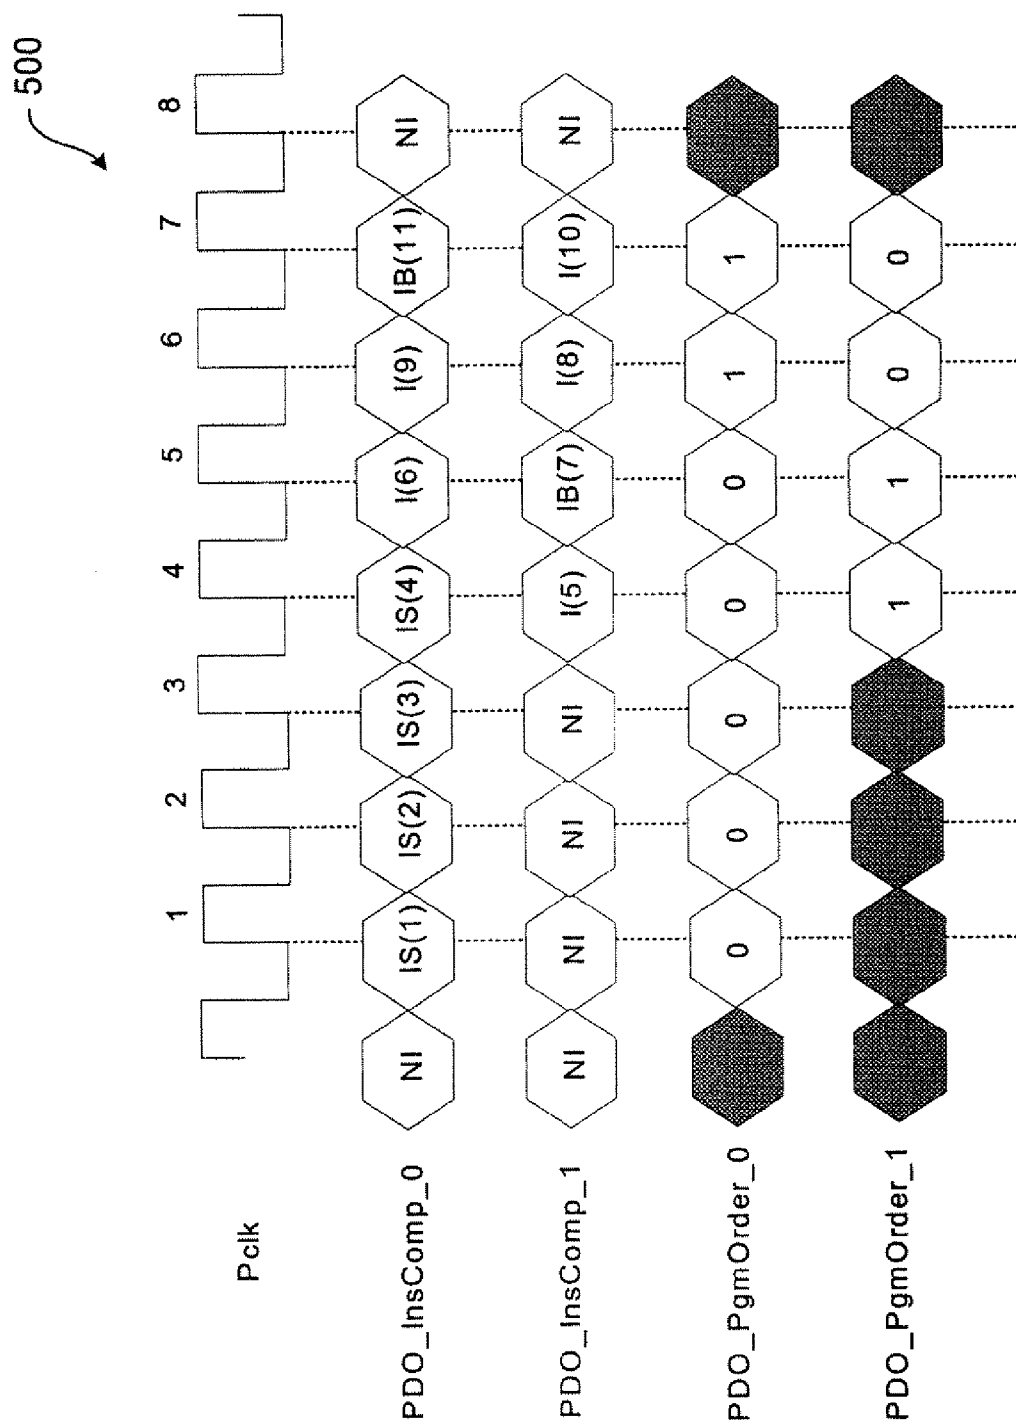 500
1 2 3 4 5 6 7 8
Pclk
PDO_InsComp_0 NI IS(1) IS(2) IS(3) IS(4) I(6) I(9) IB(11) NI
PDO_InsComp_1 NI NI NI NI I(5) IB(7) I(8) I(10) NI
PDO_PgmOrder_0 0 0 0 0 0 1 1
PDO_PgmOrder_1 1 1 0 0